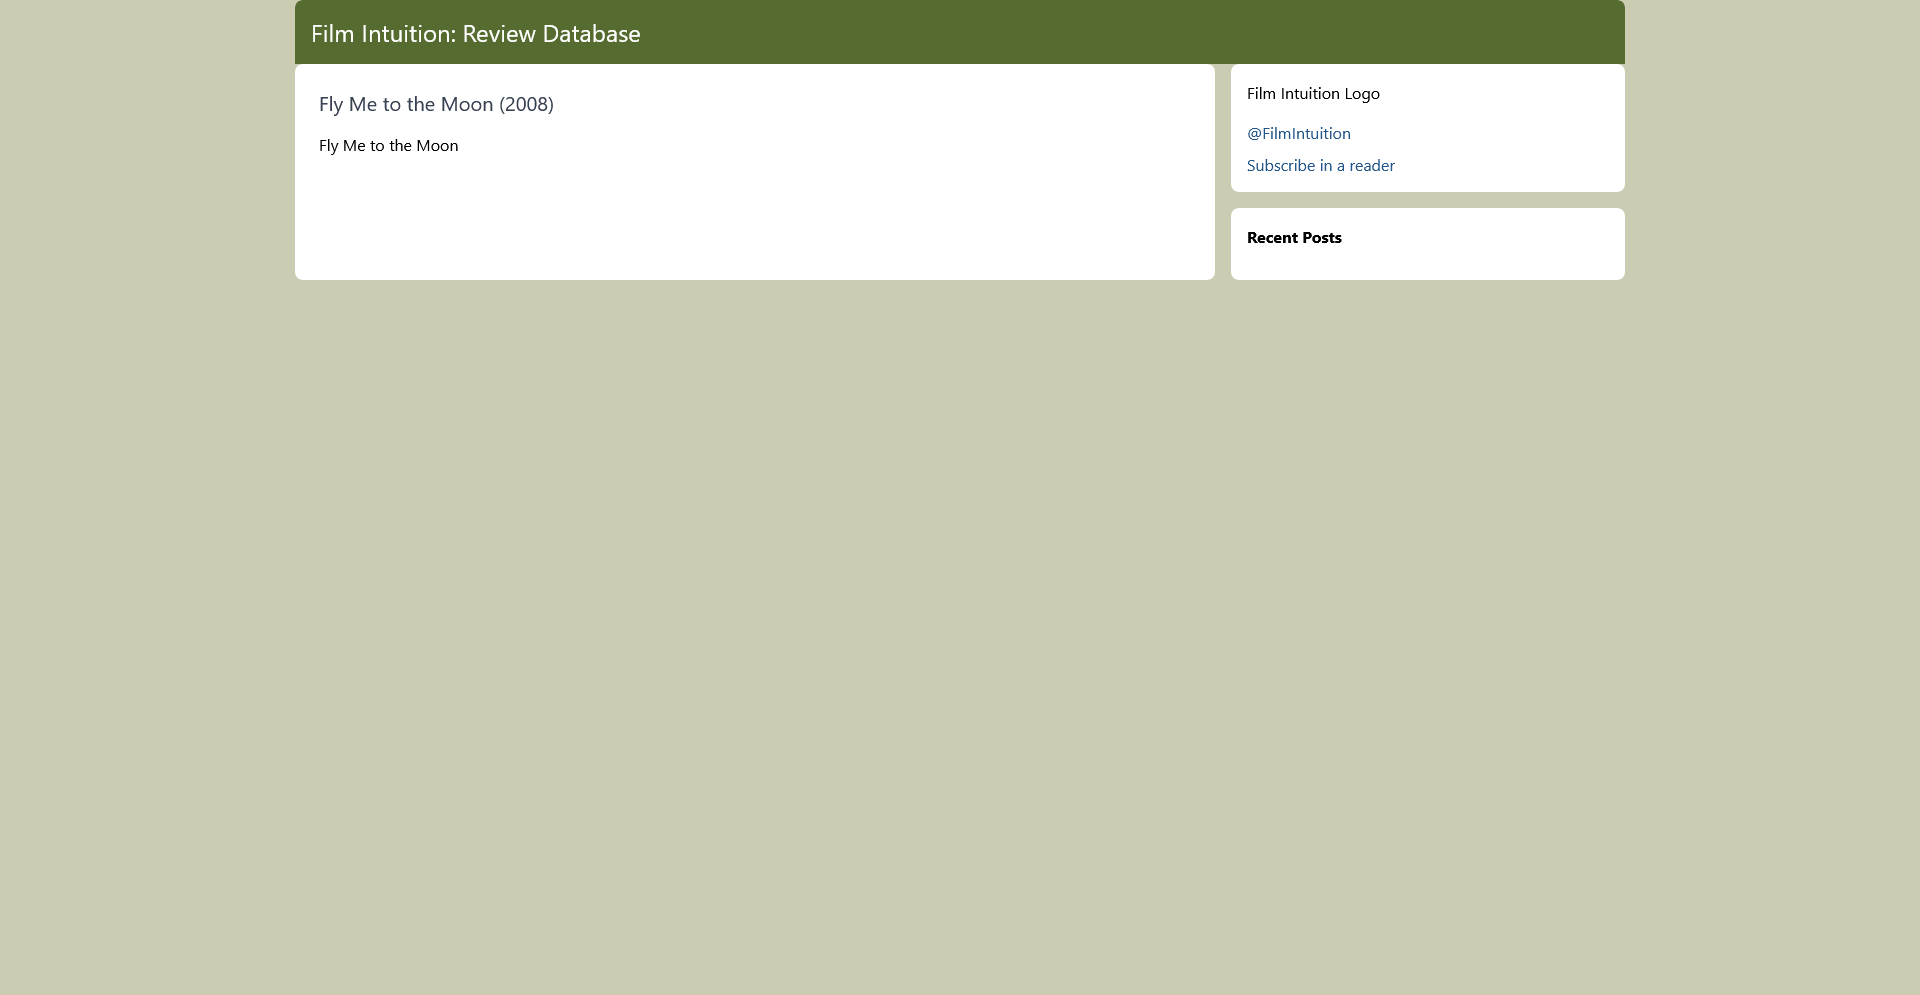 Film Intuition: Review Database
Fly Me to the Moon (2008)
Fly Me to the Moon
Film Intuition Logo
@FilmIntuition
Subscribe in a reader
Recent Posts